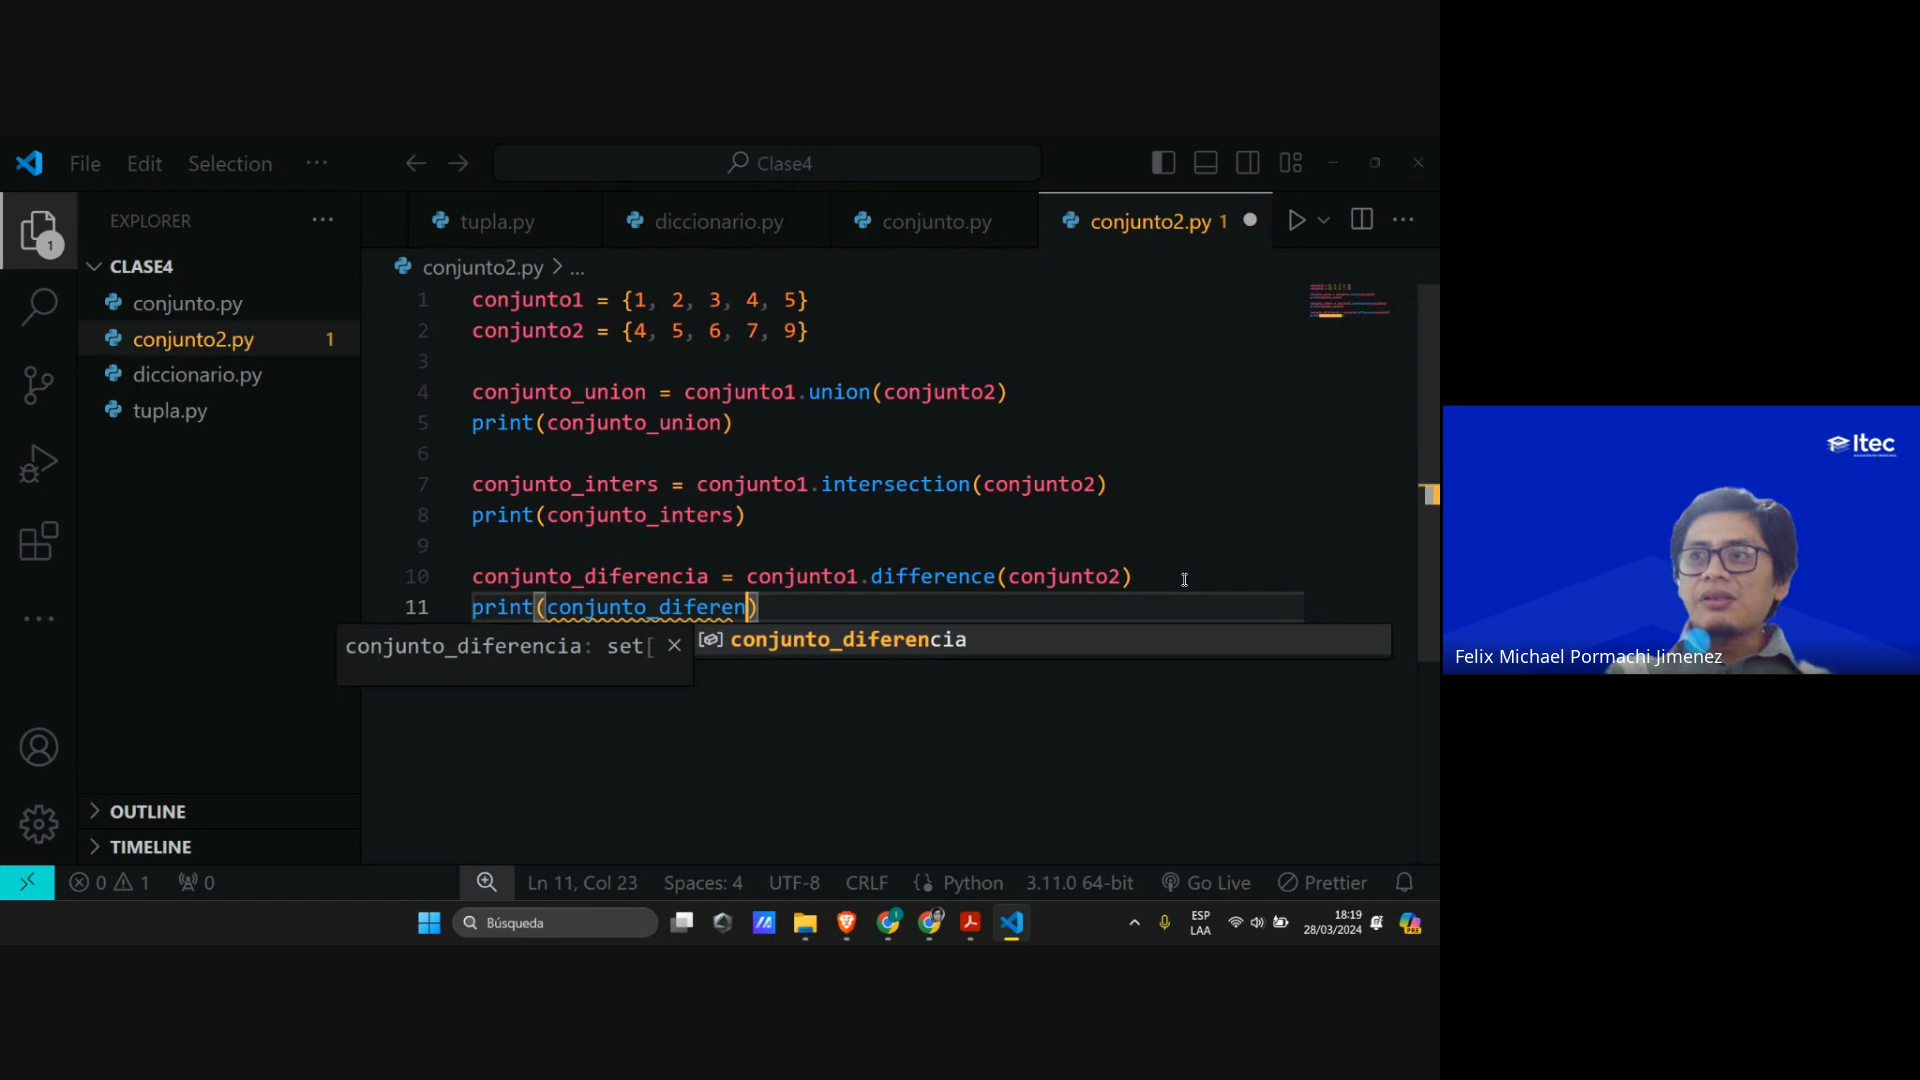 File Edit Selection ···
Clase4
EXPLORER ···
1
CLASE4
conjunto.py
conjunto2.py 1
diccionario.py
tupla.py
OUTLINE
TIMELINE
tupla.py diccionario.py conjunto.py conjunto2.py 1
conjunto2.py > ...
1 conjunto1 = {1, 2, 3, 4, 5}
2 conjunto2 = {4, 5, 6, 7, 9}
3
4 conjunto_union = conjunto1.union(conjunto2)
5 print(conjunto_union)
6
7 conjunto_inters = conjunto1.intersection(conjunto2)
8 print(conjunto_inters)
9
10 conjunto_diferencia = conjunto1.difference(conjunto2)
11 print(conjunto_diferen)
conjunto_diferencia: set[
conjunto_diferencia
0 1 0 Ln 11, Col 23 Spaces: 4 UTF-8 CRLF Python 3.11.0 64-bit Go Live Prettier
Búsqueda
ESP
LAA
18:19
28/03/2024
PRE
Itec
Felix Michael Pormachi Jimenez